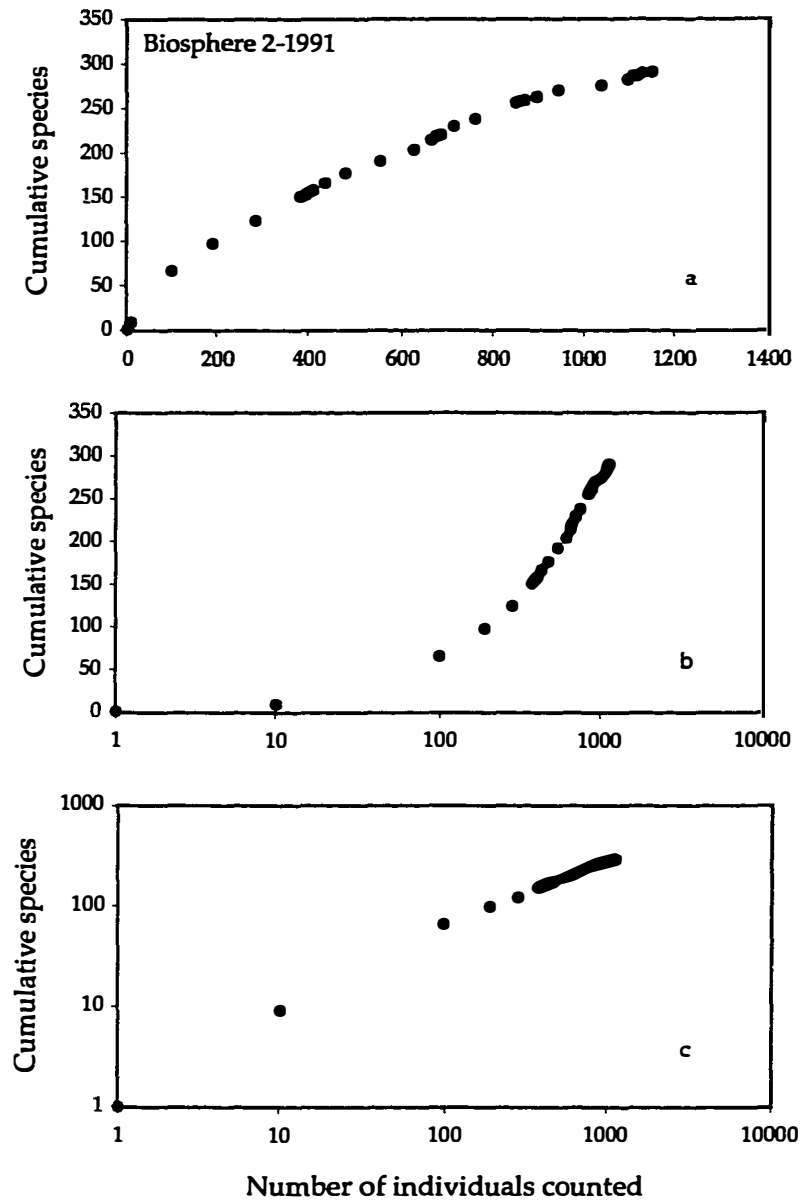 Biosphere 2-1991
Cumulative species
350
300
250
200
150
100
50
0
a
0 200 400 600 800 1000 1200 1400
Cumulative species
350
300
250
200
150
100
50
0
b
1 10 100 1000 10000
Cumulative species
1000
100
10
1
c
1 10 100 1000 10000
Number of individuals counted